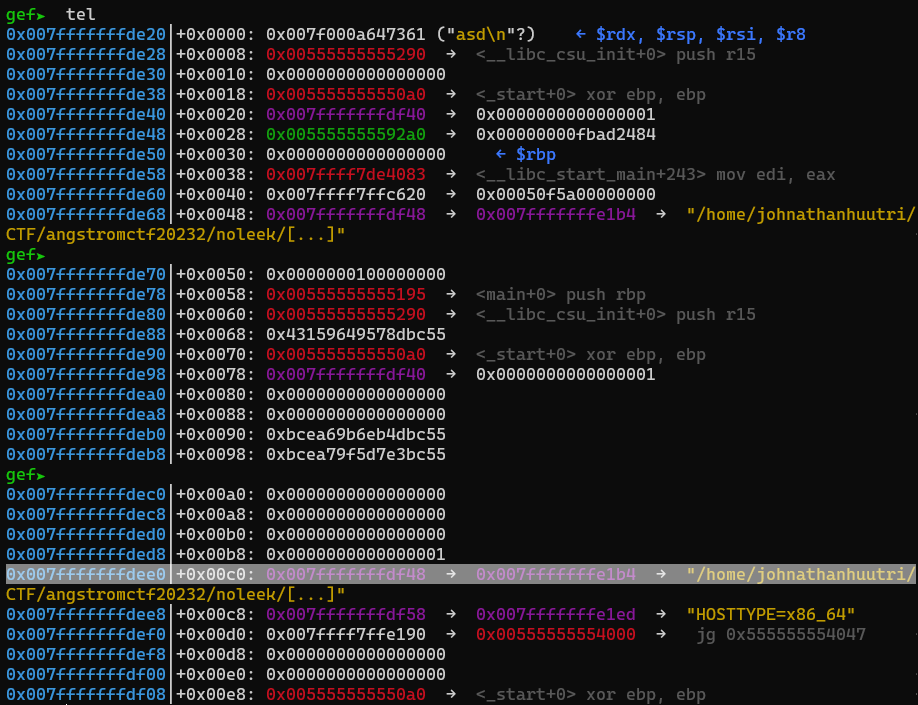 gef➤  tel
0x007fffffffde20│+0x0000: 0x007f000a647361 ("asd\n"?)    ← $rdx, $rsp, $rsi, $r8
0x007fffffffde28│+0x0008: 0x00555555555290  →  <__libc_csu_init+0> push r15
0x007fffffffde30│+0x0010: 0x0000000000000000
0x007fffffffde38│+0x0018: 0x005555555550a0  →  <_start+0> xor ebp, ebp
0x007fffffffde40│+0x0020: 0x007fffffffdf40  →  0x0000000000000001
0x007fffffffde48│+0x0028: 0x005555555592a0  →  0x00000000fbad2484
0x007fffffffde50│+0x0030: 0x0000000000000000     ← $rbp
0x007fffffffde58│+0x0038: 0x007ffff7de4083  →  <__libc_start_main+243> mov edi, eax
0x007fffffffde60│+0x0040: 0x007ffff7ffc620  →  0x00050f5a00000000
0x007fffffffde68│+0x0048: 0x007fffffffdf48  →  0x007fffffffe1b4  →  "/home/johnathanhuutri/
CTF/angstromctf20232/noleek/[...]"
gef➤
0x007fffffffde70│+0x0050: 0x0000000100000000
0x007fffffffde78│+0x0058: 0x00555555555195  →  <main+0> push rbp
0x007fffffffde80│+0x0060: 0x00555555555290  →  <__libc_csu_init+0> push r15
0x007fffffffde88│+0x0068: 0x43159649578dbc55
0x007fffffffde90│+0x0070: 0x005555555550a0  →  <_start+0> xor ebp, ebp
0x007fffffffde98│+0x0078: 0x007fffffffdf40  →  0x0000000000000001
0x007fffffffdea0│+0x0080: 0x0000000000000000
0x007fffffffdea8│+0x0088: 0x0000000000000000
0x007fffffffdeb0│+0x0090: 0xbcea69b6eb4dbc55
0x007fffffffdeb8│+0x0098: 0xbcea79f5d7e3bc55
gef➤
0x007fffffffdec0│+0x00a0: 0x0000000000000000
0x007fffffffdec8│+0x00a8: 0x0000000000000000
0x007fffffffded0│+0x00b0: 0x0000000000000000
0x007fffffffded8│+0x00b8: 0x0000000000000001
0x007fffffffdee0│+0x00c0: 0x007fffffffdf48  →  0x007fffffffe1b4  →  "/home/johnathanhuutri/
CTF/angstromctf20232/noleek/[...]"
0x007fffffffdee8│+0x00c8: 0x007fffffffdf58  →  0x007fffffffe1ed  →  "HOSTTYPE=x86_64"
0x007fffffffdef0│+0x00d0: 0x007ffff7ffe190  →  0x00555555554000  →   jg 0x555555554047
0x007fffffffdef8│+0x00d8: 0x0000000000000000
0x007fffffffdf00│+0x00e0: 0x0000000000000000
0x007fffffffdf08│+0x00e8: 0x005555555550a0  →  <_start+0> xor ebp, ebp